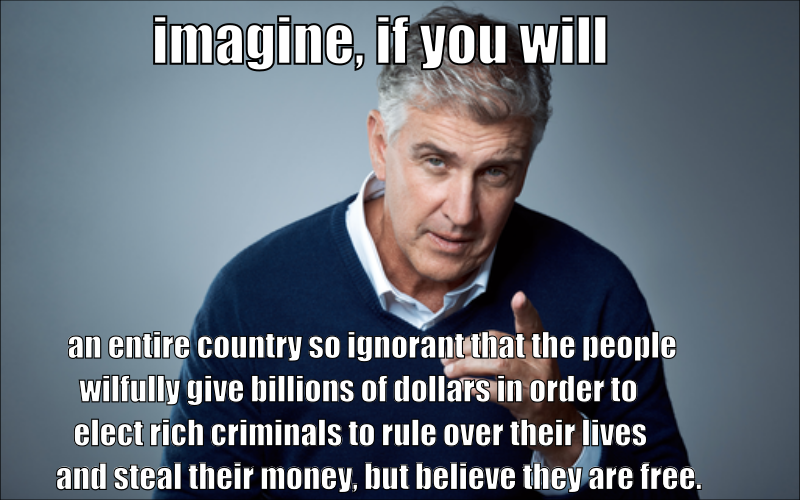 imagine, if you will
an entire country so ignorant that the people
wilfully give billions of dollars in order to
elect rich criminals to rule over their lives
and steal their money, but believe they are free.